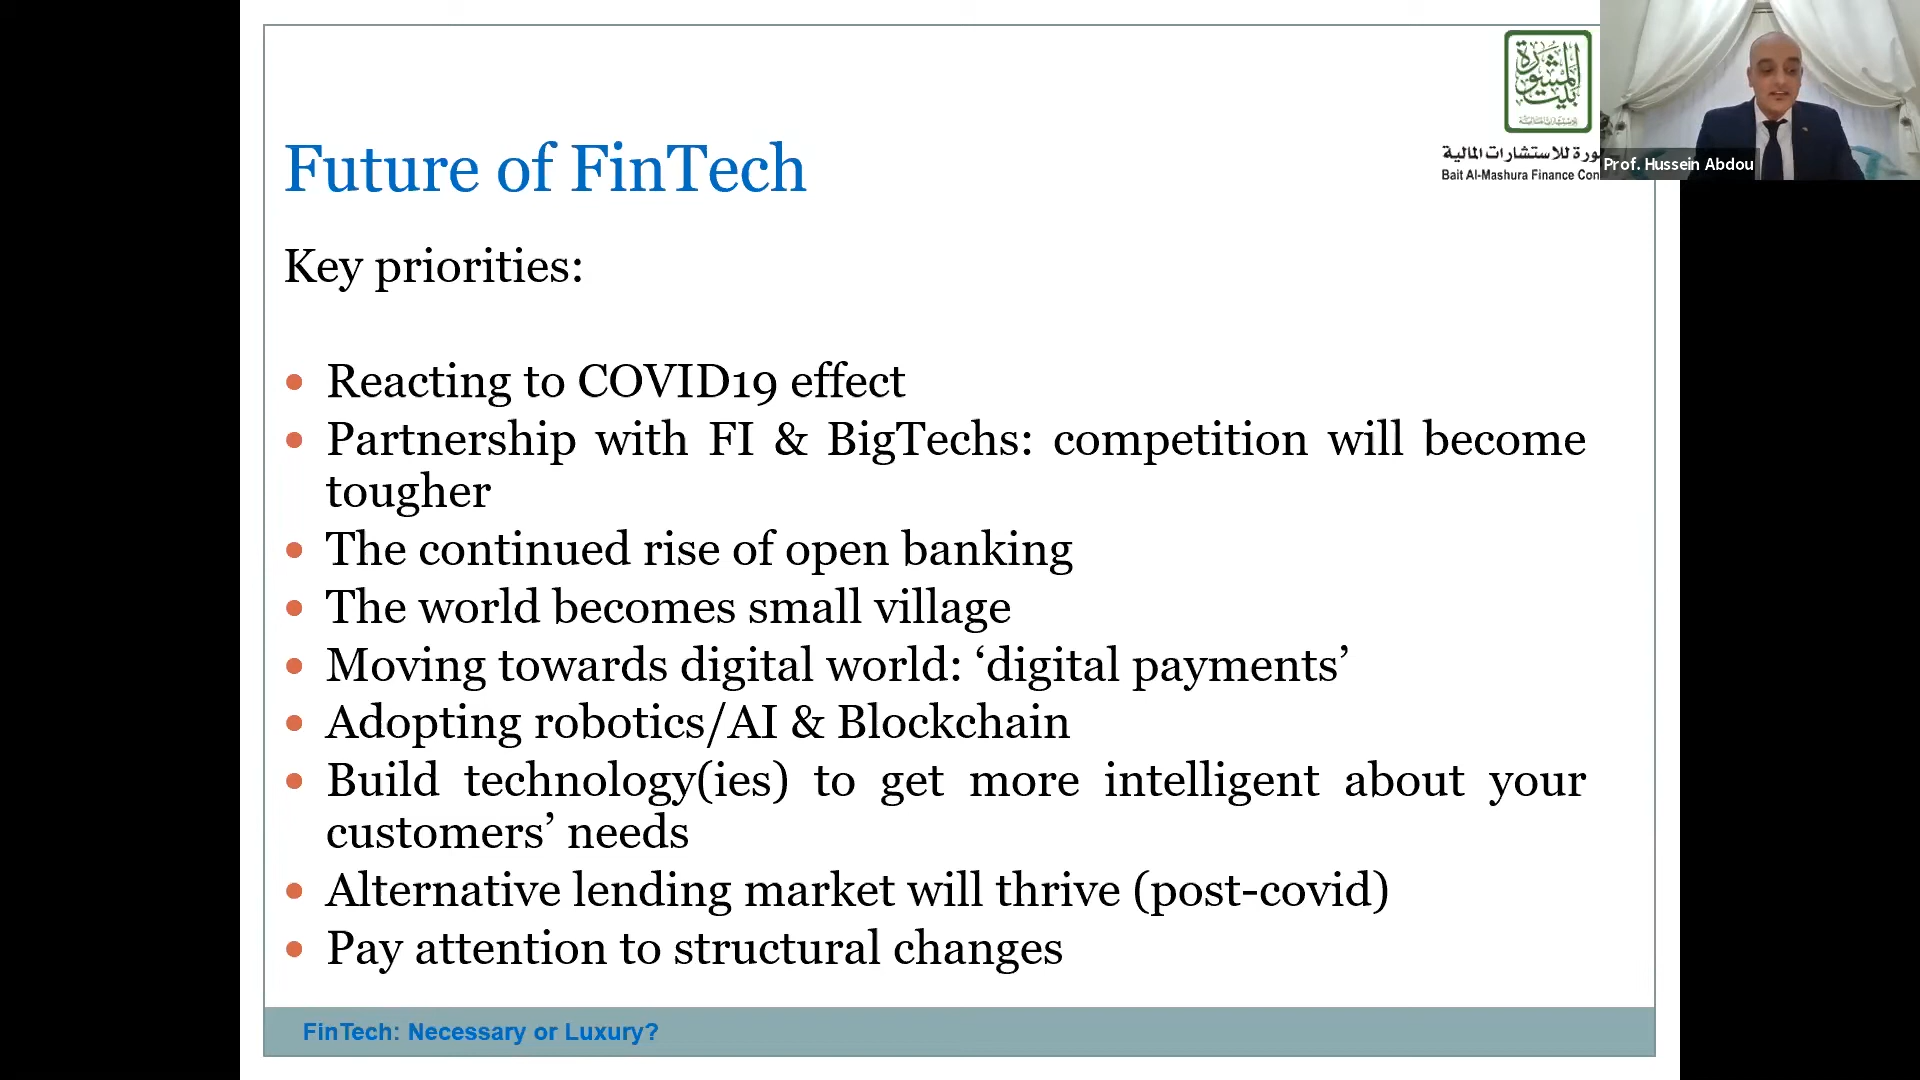 المشورة
بيت
ورة للاستشارات المالية
Bait Al-Mashura Finance Con
Prof. Hussein Abdou
Future of FinTech
Key priorities:
• Reacting to COVID19 effect
• Partnership with FI & BigTechs: competition will become
tougher
• The continued rise of open banking
• The world becomes small village
• Moving towards digital world: ‘digital payments’
• Adopting robotics/AI & Blockchain
• Build technology(ies) to get more intelligent about your
customers’ needs
• Alternative lending market will thrive (post-covid)
• Pay attention to structural changes
FinTech: Necessary or Luxury?